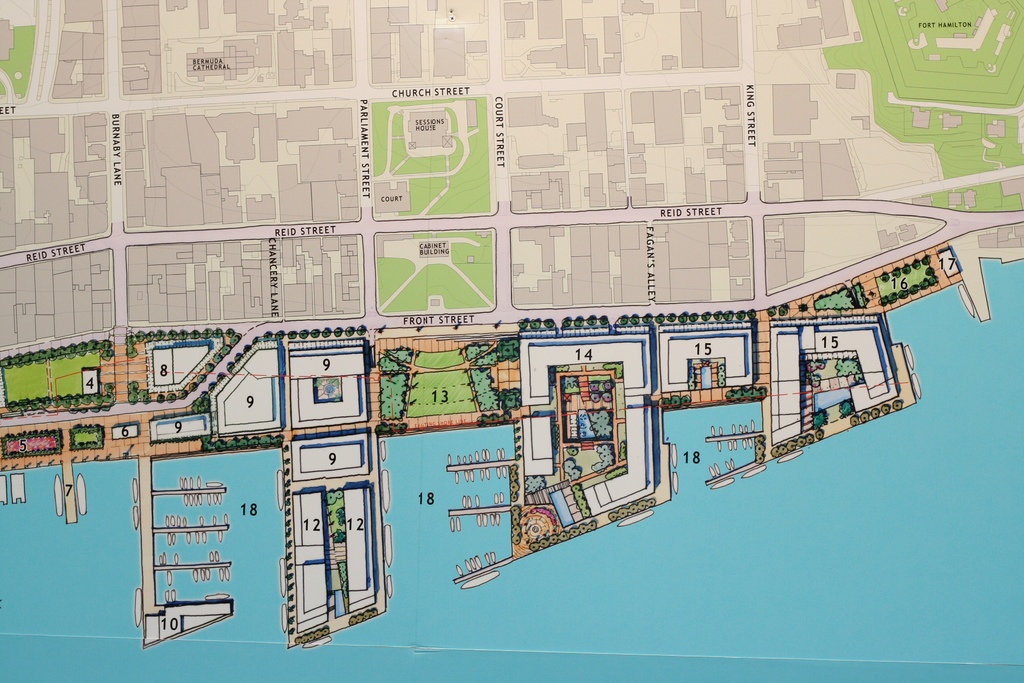 FORT HAMILTON
BERMUDA
CATHEDRAL
CHURCH STREET
ET
BURNABY LANE
PARLIAMENT STREET
SESSIONS
HOUSE
COURT STREET
KING STREET
COURT
REID STREET
REID STREET
REID STREET
CHANCERY LANE
CABINET
BUILDING
FAGAN'S ALLEY
FRONT STREET
17
16
15
15
14
13
9
8
4
9
9
6
5
9
7
18
18
18
12
12
10